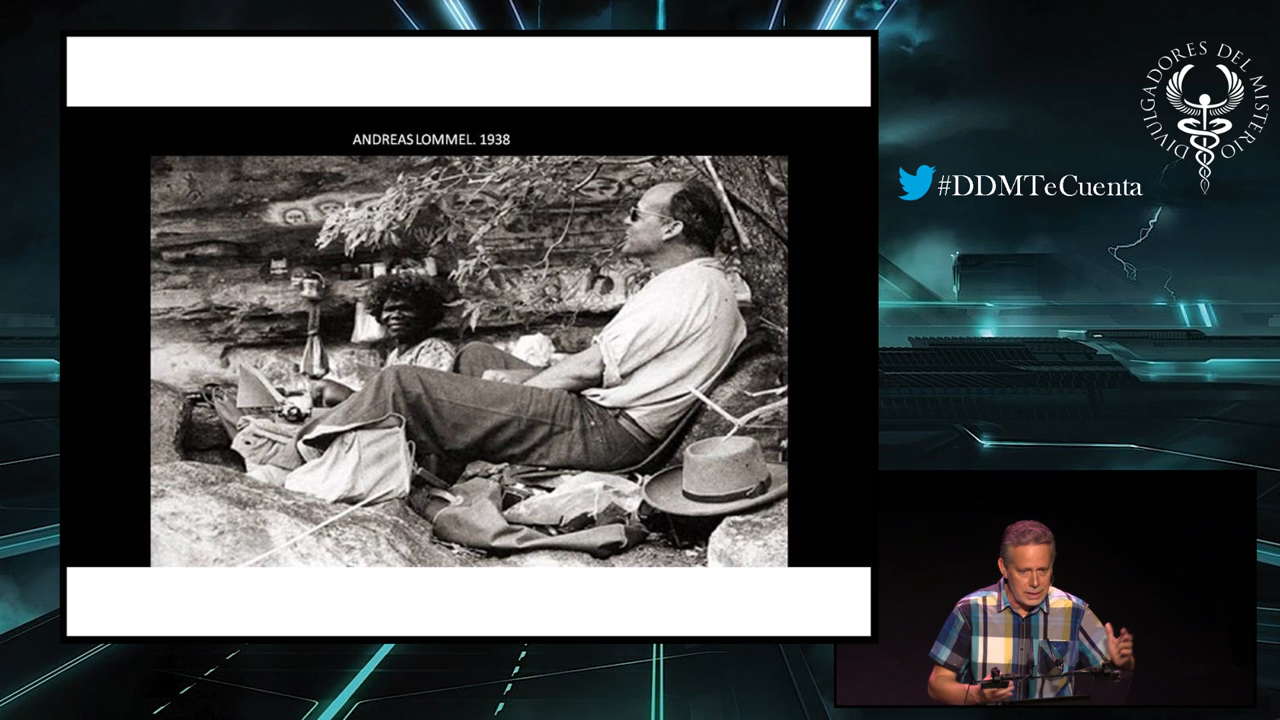 ANDREAS LOMMEL. 1938
DIVULGADORES DEL MISTERIO
#DDMTeCuenta